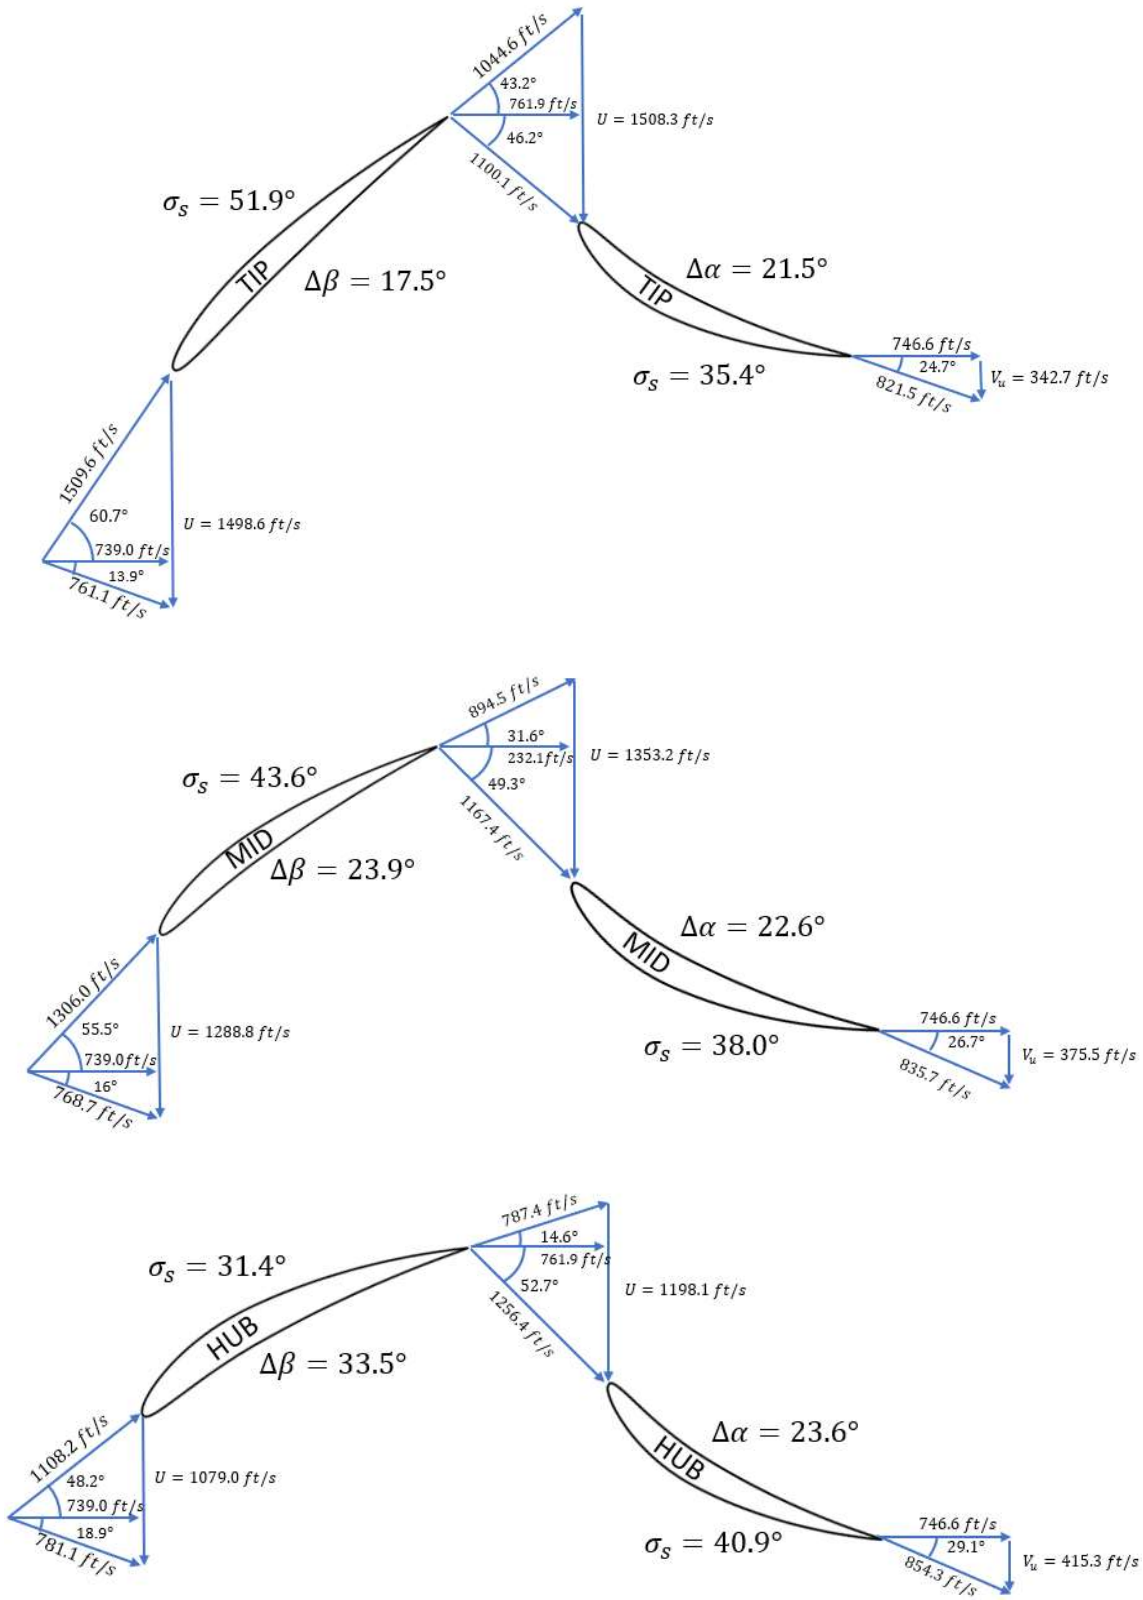 1044.6 ft/s
43.2°
761.9 ft/s
U = 1508.3 ft/s
46.2°
1100.1 ft/s
σₛ = 51.9°
TIP
Δβ = 17.5°
Δα = 21.5°
TIP
σₛ = 35.4°
746.6 ft/s
24.7°
Vᵤ = 342.7 ft/s
821.5 ft/s
1509.6 ft/s
60.7°
U = 1498.6 ft/s
739.0 ft/s
13.9°
761.1 ft/s
894.5 ft/s
31.6°
232.1ft/s
U = 1353.2 ft/s
49.3°
1167.4 ft/s
σₛ = 43.6°
MID
Δβ = 23.9°
Δα = 22.6°
MID
σₛ = 38.0°
746.6 ft/s
26.7°
Vᵤ = 375.5 ft/s
835.7 ft/s
1306.0 ft/s
55.5°
U = 1288.8 ft/s
739.0ft/s
16°
768.7 ft/s
787.4 ft/s
14.6°
761.9 ft/s
U = 1198.1 ft/s
52.7°
1256.4 ft/s
σₛ = 31.4°
HUB
Δβ = 33.5°
Δα = 23.6°
HUB
σₛ = 40.9°
746.6 ft/s
29.1°
Vᵤ = 415.3 ft/s
854.3 ft/s
1108.2 ft/s
48.2°
U = 1079.0 ft/s
739.0 ft/s
18.9°
781.1 ft/s